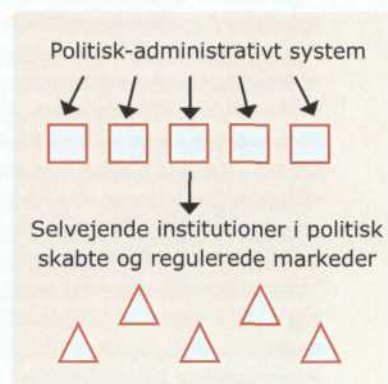 Politisk-administrativt system
Selvejende institutioner i politisk
skabte og regulerede markeder